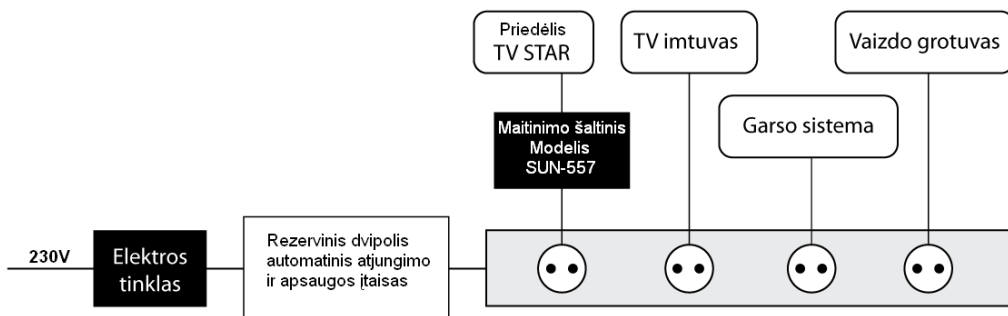 Priedėlis
TV STAR
TV imtuvas
Vaizdo grotuvas
Garso sistema
Maitinimo šaltinis
Modelis
SUN-557
230V
Elektros
tinklas
Rezervinis dvipolis
automatinis atjungimo
ir apsaugos įtaisas